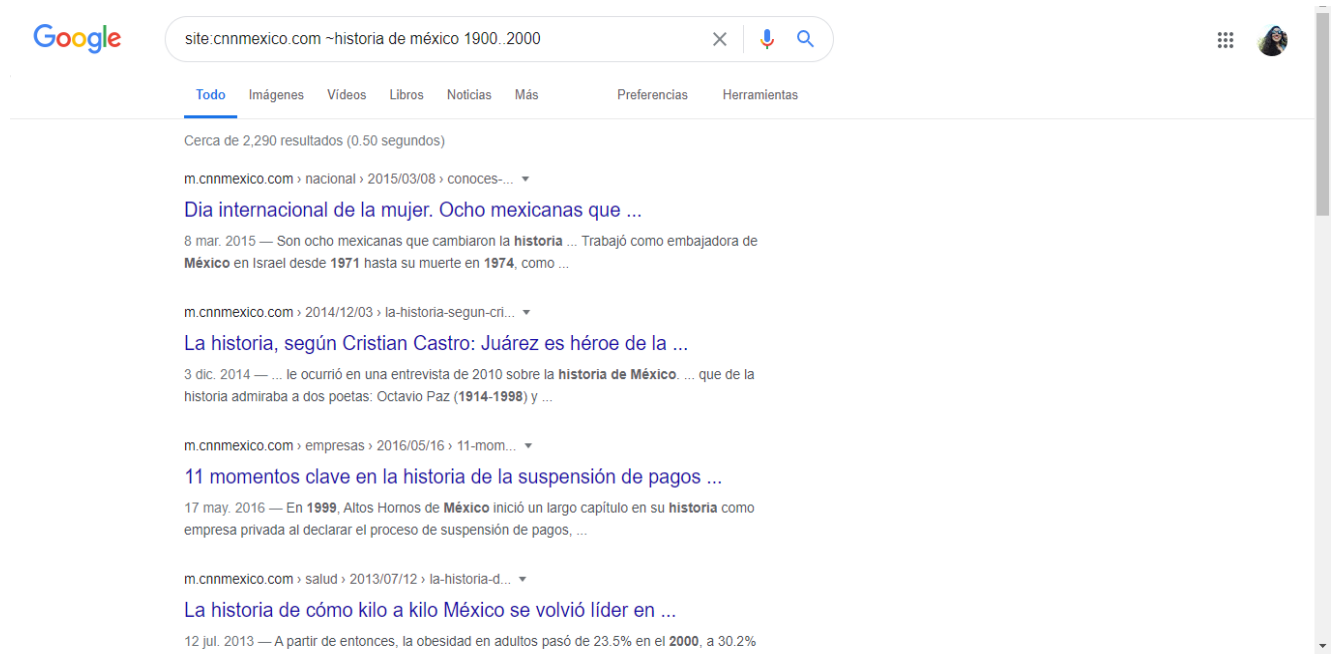 Google
site:cnnmexico.com ~historia de méxico 1900..2000
Todo Imágenes Vídeos Libros Noticias Más Preferencias Herramientas
Cerca de 2,290 resultados (0.50 segundos)
m.cnnmexico.com › nacional › 2015/03/08 › conoces-...
Dia internacional de la mujer. Ocho mexicanas que ...
8 mar. 2015 — Son ocho mexicanas que cambiaron la historia ... Trabajó como embajadora de
México en Israel desde 1971 hasta su muerte en 1974, como ...
m.cnnmexico.com › 2014/12/03 › la-historia-segun-cri...
La historia, según Cristian Castro: Juárez es héroe de la ...
3 dic. 2014 — ... le ocurrió en una entrevista de 2010 sobre la historia de México. ... que de la
historia admiraba a dos poetas: Octavio Paz (1914-1998) y ...
m.cnnmexico.com › empresas › 2016/05/16 › 11-mom...
11 momentos clave en la historia de la suspensión de pagos ...
17 may. 2016 — En 1999, Altos Hornos de México inició un largo capítulo en su historia como
empresa privada al declarar el proceso de suspensión de pagos, ...
m.cnnmexico.com › salud › 2013/07/12 › la-historia-d...
La historia de cómo kilo a kilo México se volvió líder en ...
12 jul. 2013 — A partir de entonces, la obesidad en adultos pasó de 23.5% en el 2000, a 30.2%